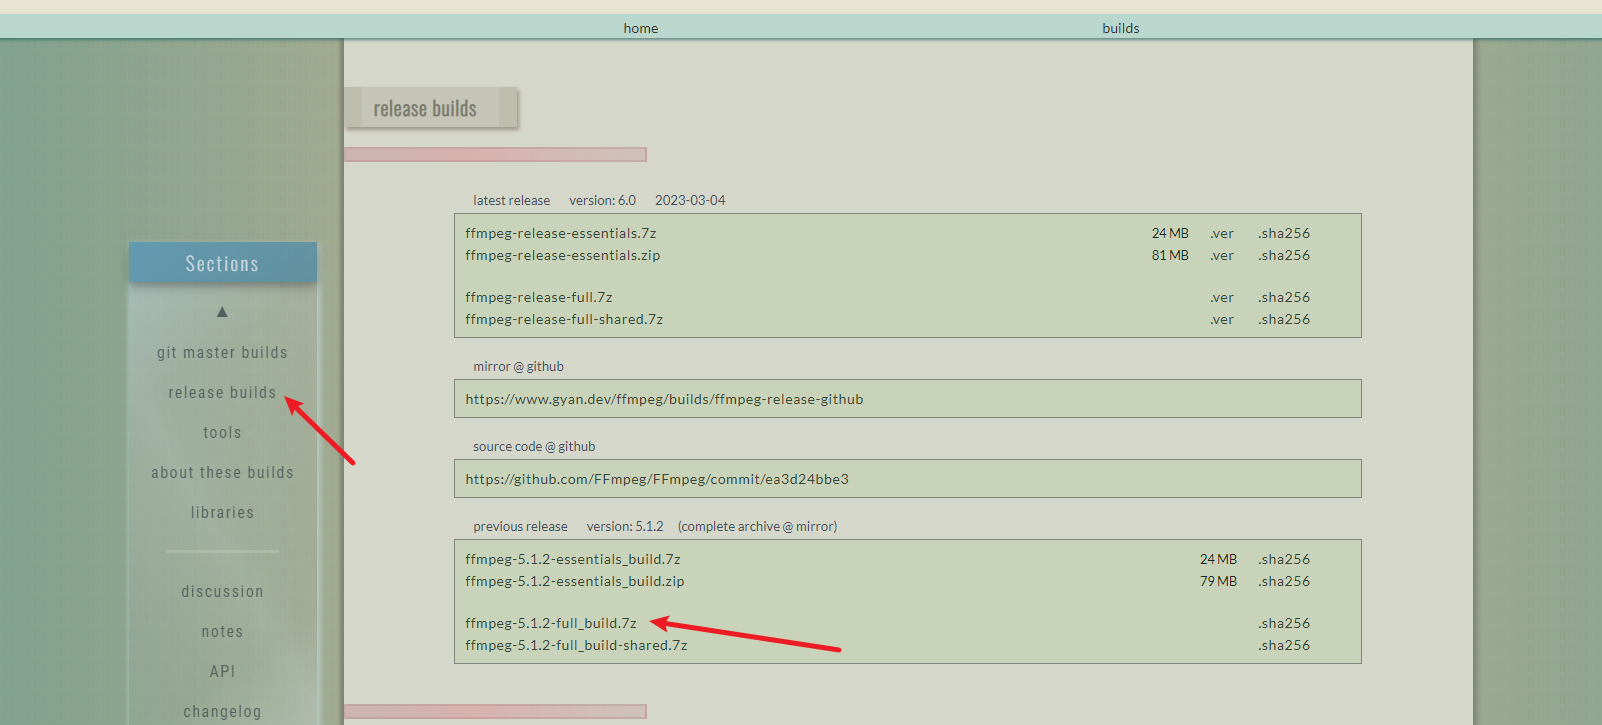 home builds
release builds
latest release version: 6.0 2023-03-04
ffmpeg-release-essentials.7z 24 MB .ver .sha256
ffmpeg-release-essentials.zip 81 MB .ver .sha256
ffmpeg-release-full.7z .ver .sha256
ffmpeg-release-full-shared.7z .ver .sha256
mirror @ github
https://www.gyan.dev/ffmpeg/builds/ffmpeg-release-github
source code @ github
https://github.com/FFmpeg/FFmpeg/commit/ea3d24bbe3
previous release version: 5.1.2 (complete archive @ mirror)
ffmpeg-5.1.2-essentials_build.7z 24 MB .sha256
ffmpeg-5.1.2-essentials_build.zip 79 MB .sha256
ffmpeg-5.1.2-full_build.7z .sha256
ffmpeg-5.1.2-full_build-shared.7z .sha256
Sections
▲
git master builds
release builds
tools
about these builds
libraries
discussion
notes
API
changelog